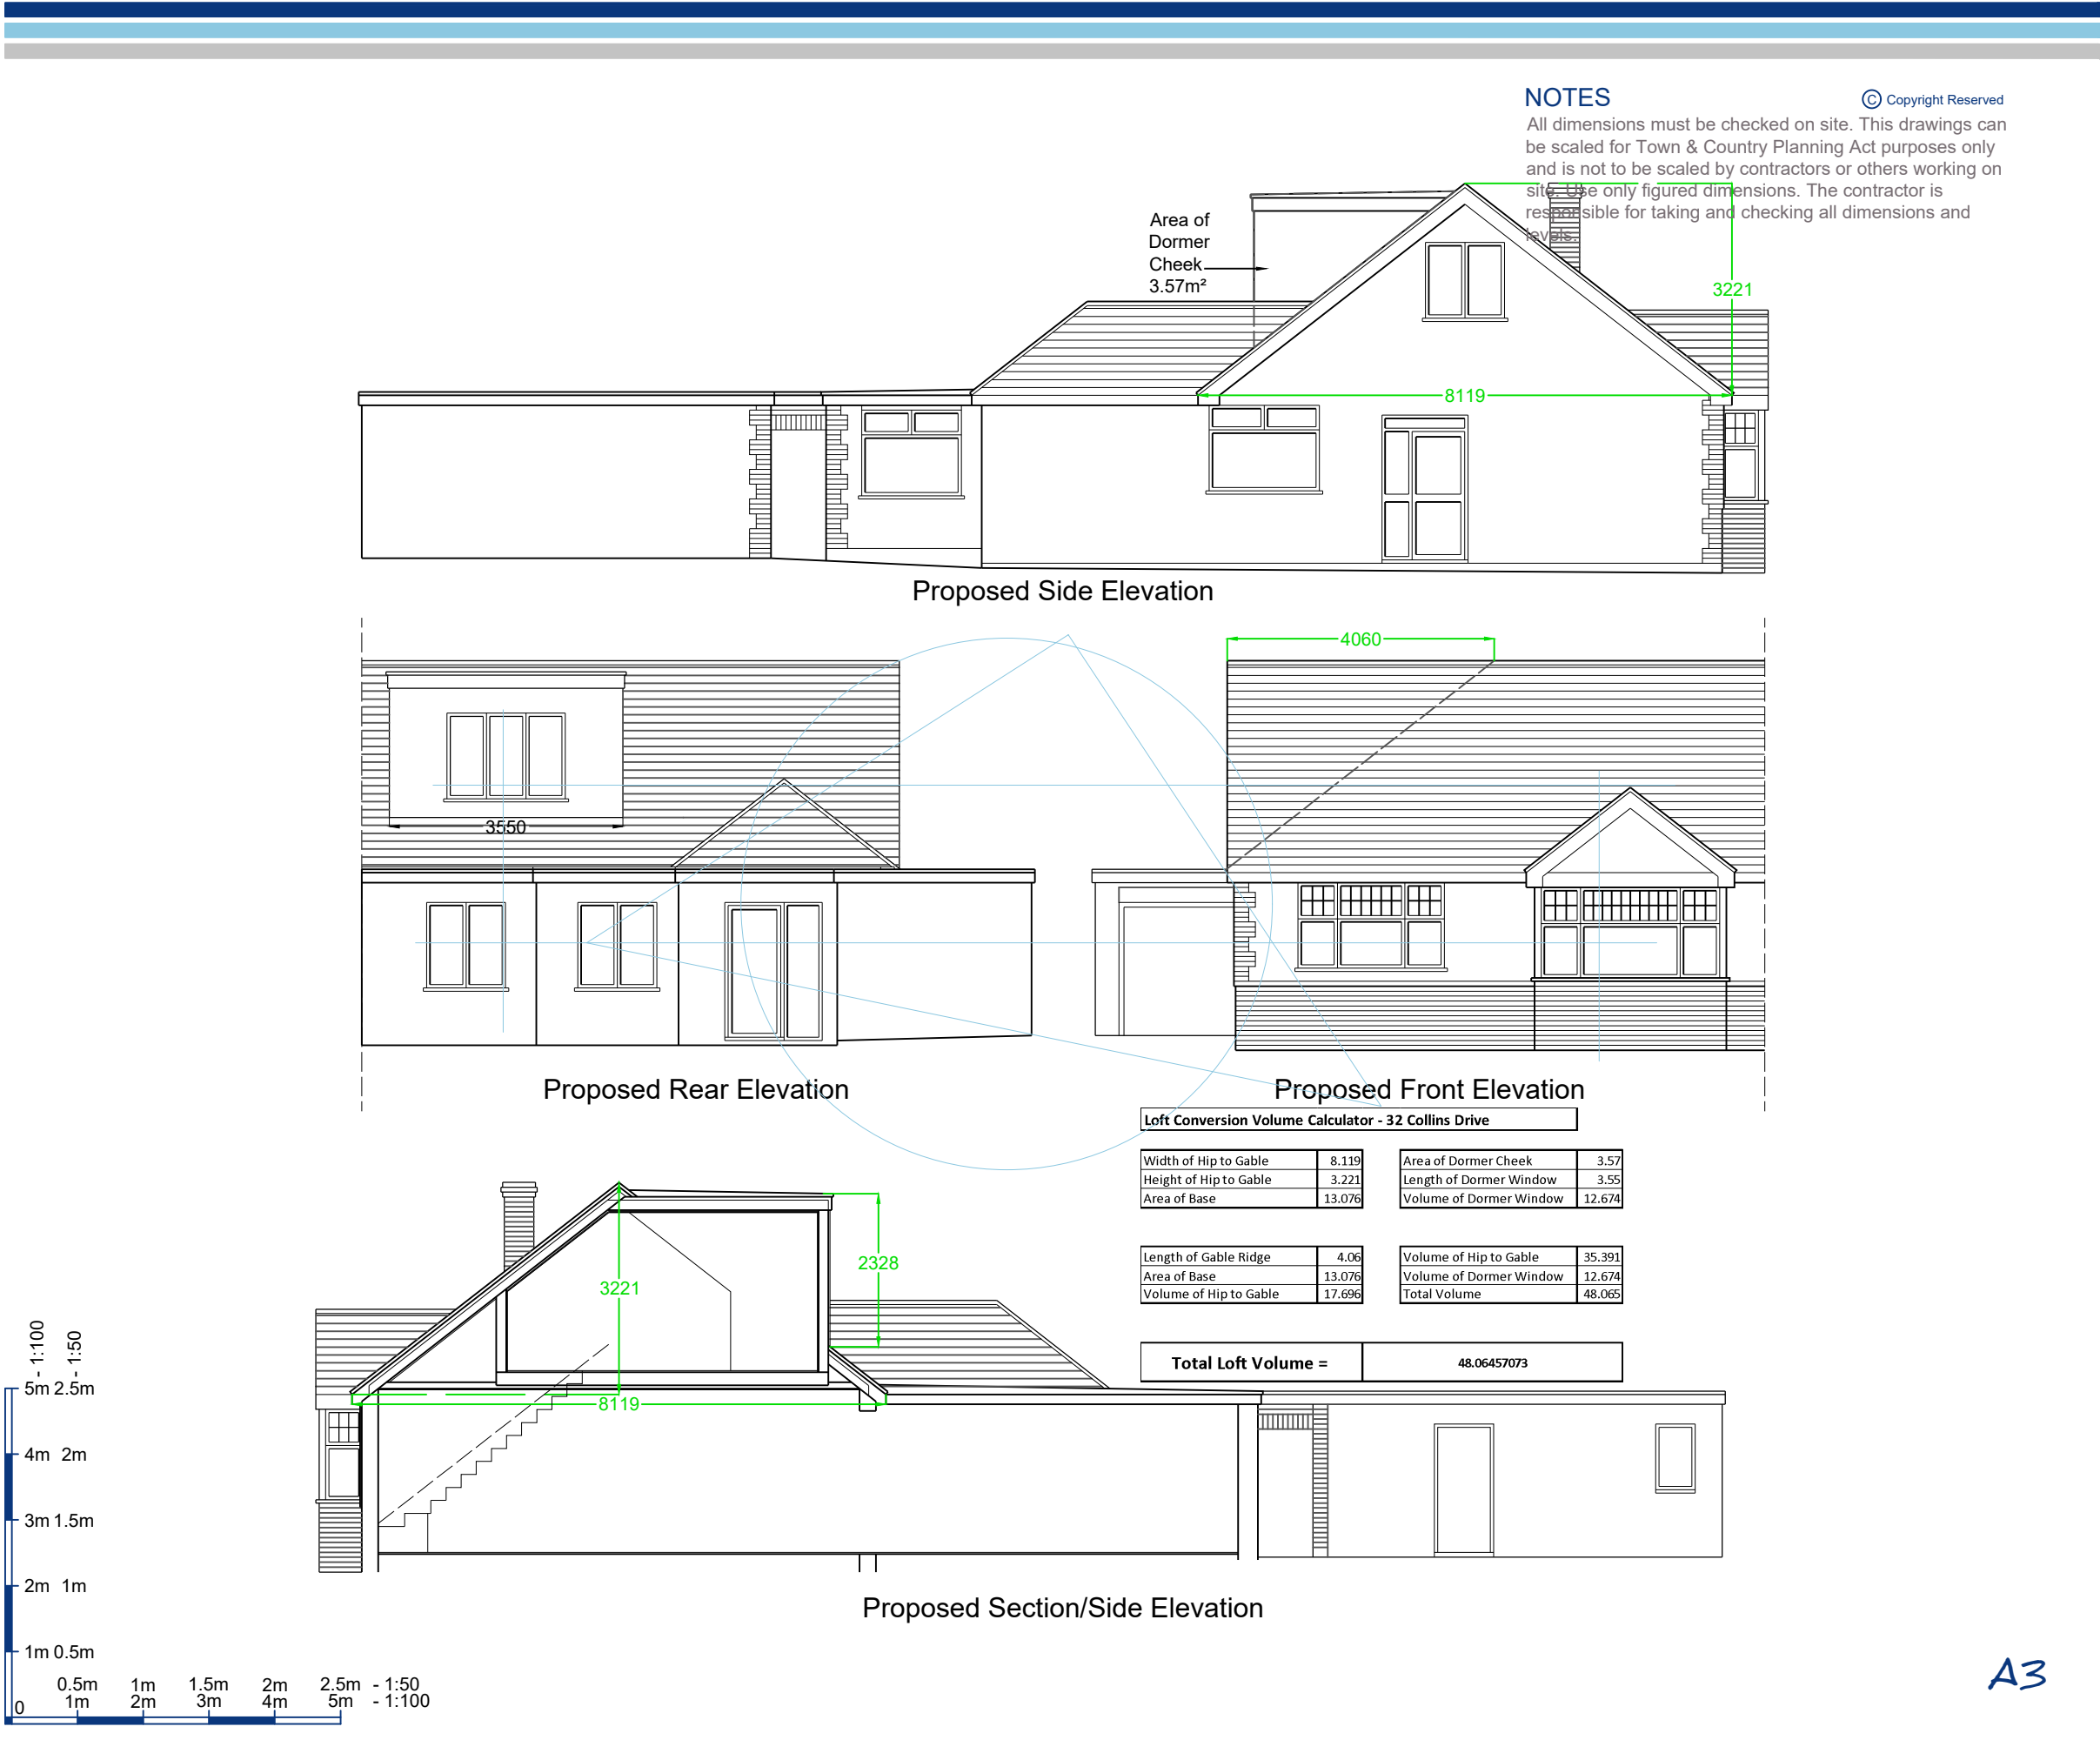 NOTES
© Copyright Reserved
All dimensions must be checked on site. This drawings can
be scaled for Town & Country Planning Act purposes only
and is not to be scaled by contractors or others working on
site. Use only figured dimensions. The contractor is
responsible for taking and checking all dimensions and
levels.
Area of
Dormer
Cheek
3.57m²
3221
8119
Proposed Side Elevation
4060
3550
Proposed Rear Elevation
Proposed Front Elevation
Loft Conversion Volume Calculator - 32 Collins Drive
Width of Hip to Gable 8.119
Height of Hip to Gable 3.221
Area of Base 13.076
Area of Dormer Cheek 3.57
Length of Dormer Window 3.55
Volume of Dormer Window 12.674
Length of Gable Ridge 4.06
Area of Base 13.076
Volume of Hip to Gable 17.696
Volume of Hip to Gable 35.391
Volume of Dormer Window 12.674
Total Volume 48.065
Total Loft Volume = 48.06457073
2328
3221
8119
Proposed Section/Side Elevation
- 1:100
- 1:50
5m 2.5m
4m 2m
3m 1.5m
2m 1m
1m 0.5m
0.5m 1m 1.5m 2m 2.5m - 1:50
0 1m 2m 3m 4m 5m - 1:100
A3